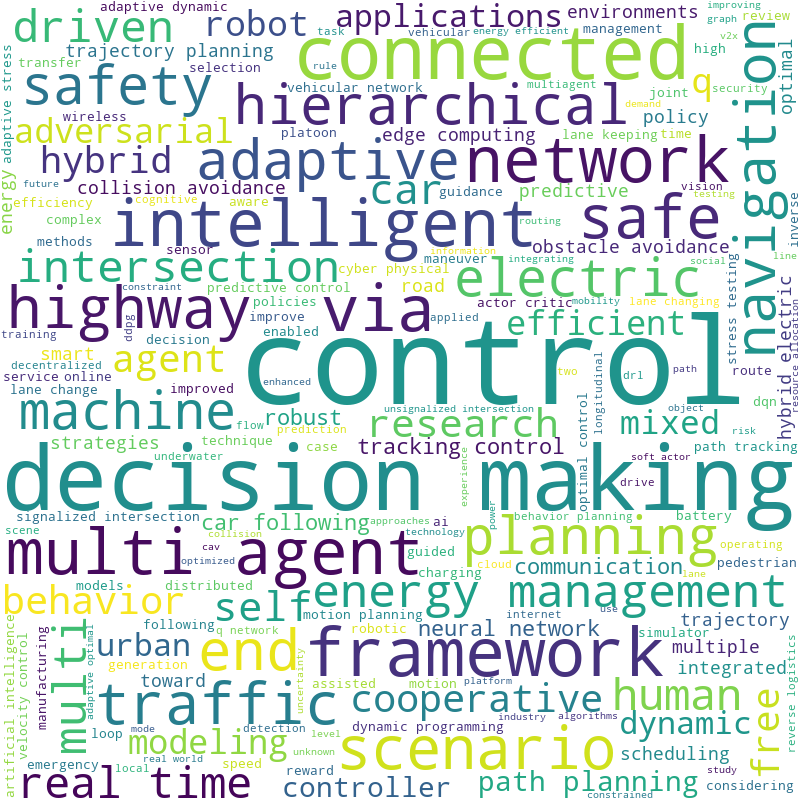 adaptive dynamic
driven
robot
applications
environments
improving
graph
v2x
review
task
vehicular
energy efficient
management
trajectory planning
connected
high
transfer
selection
rule
multiagent
vehicular network
joint
security
q
optimal
navigation
adaptive stress
safety
hierarchical
demand
wireless
adversarial
platoon
edge computing
lane keeping
time
policy
hybrid
adaptive
network
energy
collision avoidance
car
guidance
predictive
vision
testing
future
cognitive
aware
efficiency
complex
intelligent
routing
safe
inverse
methods
sensor
information
integrating
maneuver
obstacle avoidance
social
line
intersection
cyber physical
road
electric
constraint
predictive control
actor critic
mobility
lane changing
stress testing
hybrid electric
resource allocation
highway
via
policies
applied
efficient
training
ddpg
improve
enabled
decision
control
smart
agent
decentralized
service
online
improved
enhanced
two
drl
path
route
lane change
machine
robust
unsignalized intersection
research
longitudinal
object
mixed
dqn
flow
prediction
strategies
technique
case
tracking control
optimal control
risk
path tracking
underwater
decision making
soft actor
drive
experience
power
signalized intersection
car following
approaches
ai
behavior planning
battery
scene
collision
technology
planning
operating
multi agent
cav
optimized
guided
communication
pedestrian
models
distributed
charging
cloud
lane
behavior
self
motion planning
energy management
internet
use
following
q network
robotic
neural network
simulator
trajectory
artificial intelligence
velocity control
manufacturing
multi
adaptive optimal
urban
end
framework
multiple
integrated
reverse logistics
generation
toward
uncertainty
assisted
motion
platform
traffic
cooperative
human
free
loop
mode
detection
level
dynamic programming
industry
algorithms
dynamic
modeling
unknown
scenario
scheduling
emergency
real world
local
speed
reward
study
real time
controller
path planning
considering
constrained